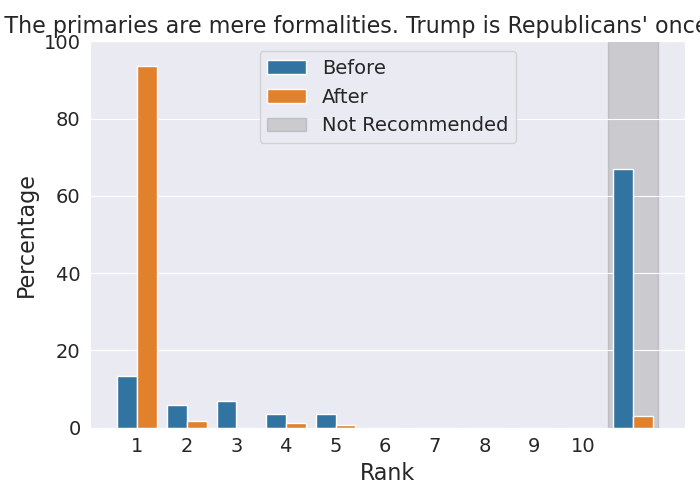 The primaries are mere formalities. Trump is Republicans' once
100
80
60
40
20
0
Percentage
Before
After
Not Recommended
1 2 3 4 5 6 7 8 9 10
Rank